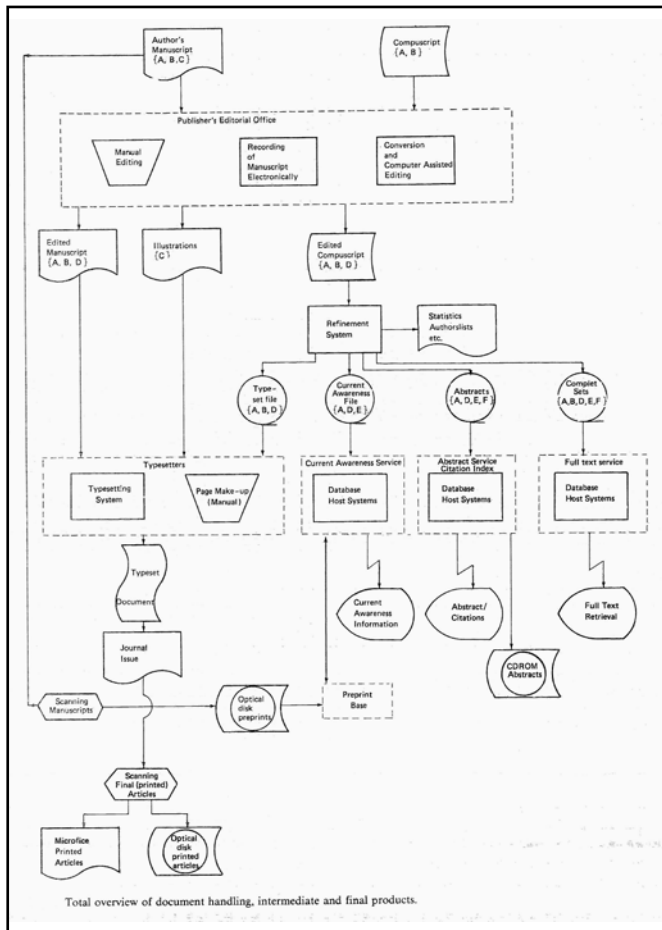 Author's
Manuscript
{A, B, C}
Compuscript
{A, B}
Publisher's Editorial Office
Manual
Editing
Recording
of
Manuscript
Electronically
Conversion
and
Computer Assisted
Editing
Edited
Manuscript
{A, B, D}
Illustrations
{C}
Edited
Compuscript
{A, B, D}
Refinement
System
Statistics
Authorslists
etc.
Type-
set file
{A, B, D}
Current
Awareness
File
{A,D,E}
Abstracts
{A,D,E,F}
Complet
Sets
{A,B,D,E,F}
Typesetters
Typesetting
System
Page Make-up
(Manual)
Current Awareness Service
Database
Host Systems
Abstract Service
Citation Index
Database
Host Systems
Full text service
Database
Host Systems
Typeset
Document
Current
Awareness
Information
Abstract/
Citations
Full Text
Retrieval
Journal
Issue
CDROM
Abstracts
Scanning
Manuscripts
Optical
disk
preprints
Preprint
Base
Scanning
Final (printed)
Articles
Microfice
Printed
Articles
Optical
disk
printed
articles
Total overview of document handling, intermediate and final products.